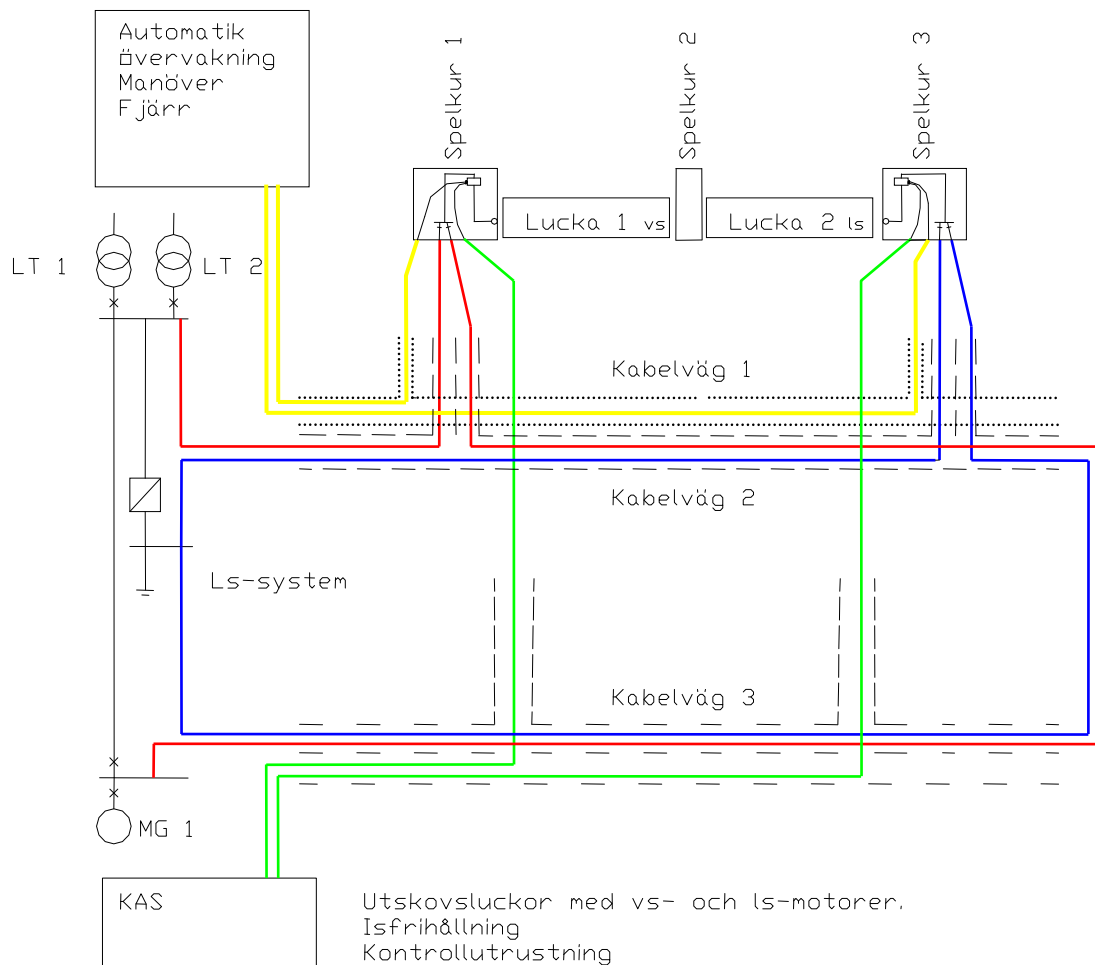 Automatik
övervakning
Manöver
Fjärr
Spelkur 1
Spelkur 2
Spelkur 3
Lucka 1 vs
Lucka 2 ls
LT 1
LT 2
Kabelväg 1
Kabelväg 2
Ls-system
Kabelväg 3
MG 1
KAS
Utskovsluckor med vs- och ls-motorer.
Isfrihållning
Kontrollutrustning